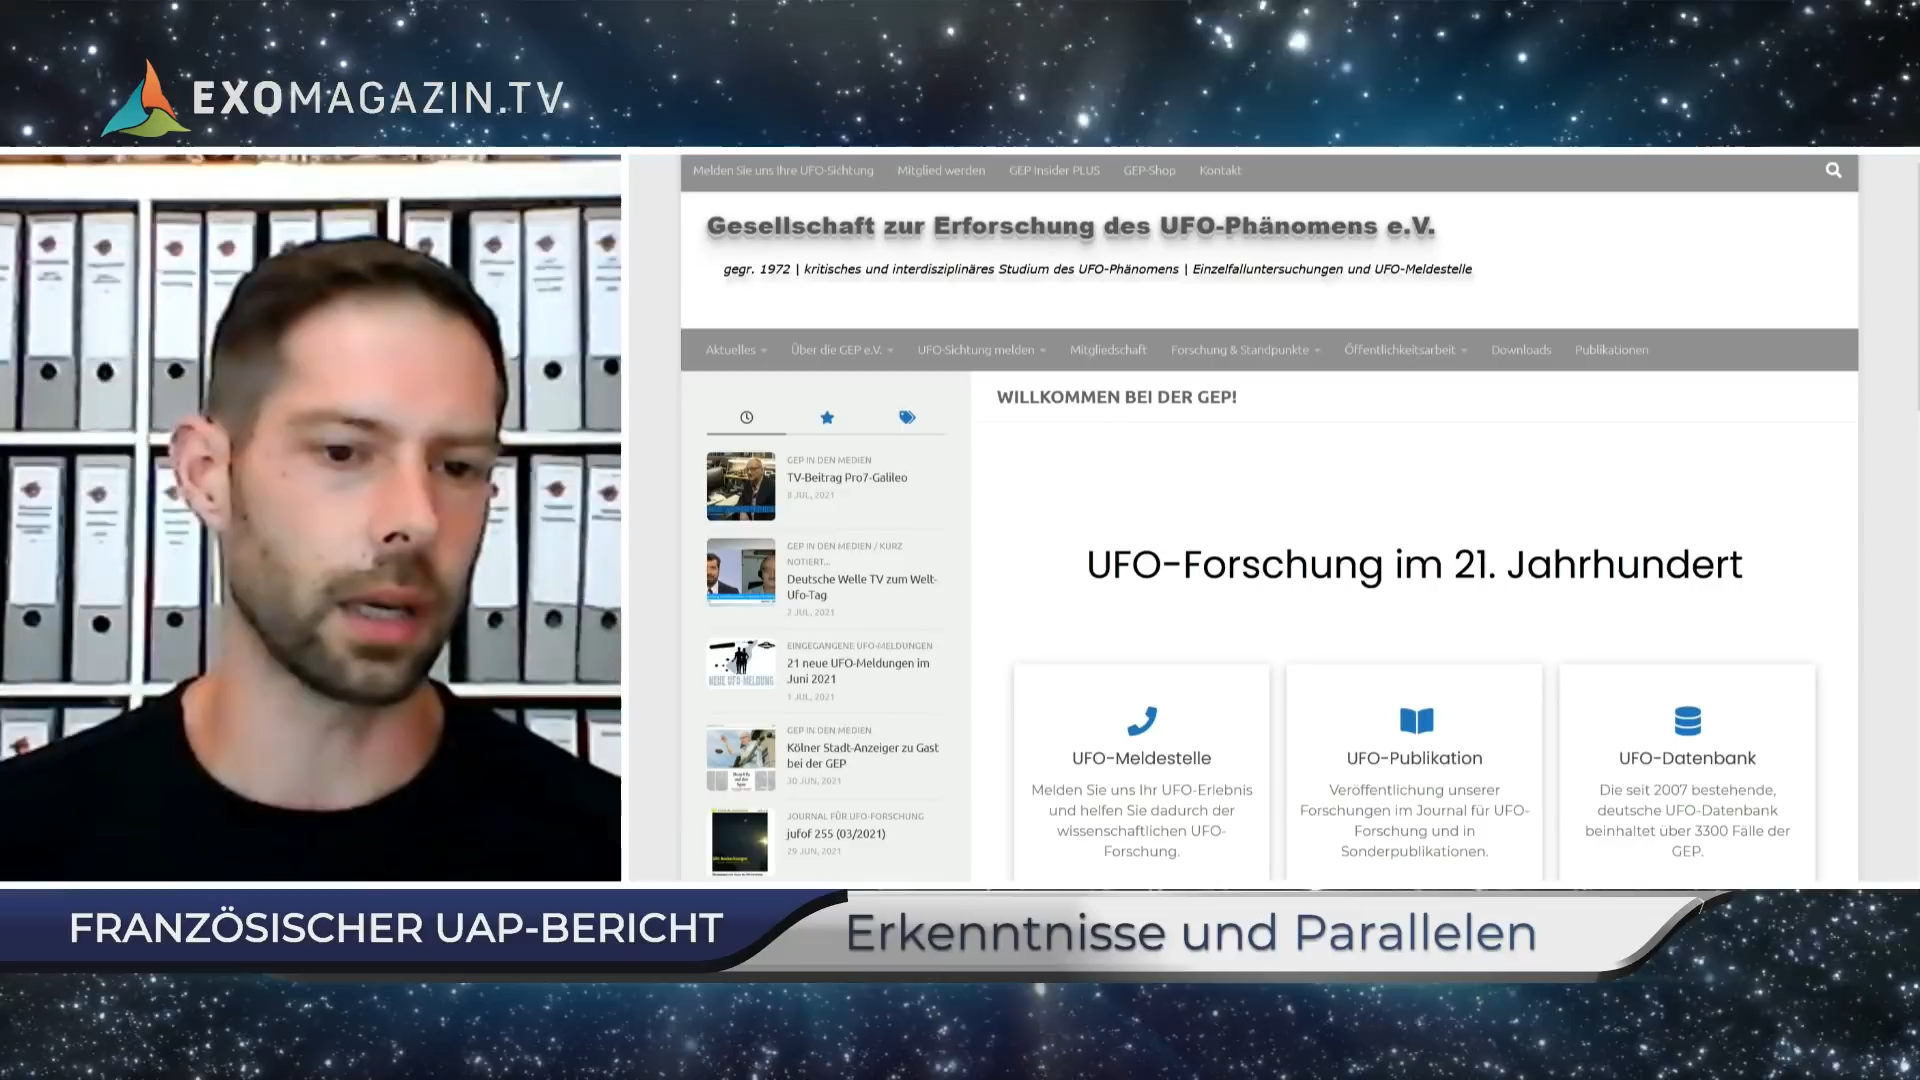 EXOMAGAZIN.TV
Melden Sie uns Ihre UFO-Sichtung Mitglied werden GEP Insider PLUS GEP-Shop Kontakt
Gesellschaft zur Erforschung des UFO-Phänomens e.V.
gegr. 1972 | kritisches und interdisziplinäres Studium des UFO-Phänomens | Einzelfalluntersuchungen und UFO-Meldestelle
Aktuelles Über die GEP e.V. UFO-Sichtung melden Mitgliedschaft Forschung & Standpunkte Öffentlichkeitsarbeit Downloads Publikationen
GEP IN DEN MEDIEN
TV-Beitrag Pro7-Galileo
8 JUL, 2021
GEP IN DEN MEDIEN / KURZ
NOTIERT...
Deutsche Welle TV zum Welt-
Ufo-Tag
2 JUL, 2021
EINGEGANGENE UFO-MELDUNGEN
21 neue UFO-Meldungen im
Juni 2021
1 JUL, 2021
NEUE UFO-MELDUNG
GEP IN DEN MEDIEN
Kölner Stadt-Anzeiger zu Gast
bei der GEP
30 JUN, 2021
JOURNAL FÜR UFO-FORSCHUNG
jufof 255 (03/2021)
29 JUN, 2021
WILLKOMMEN BEI DER GEP!
UFO-Forschung im 21. Jahrhundert
UFO-Meldestelle
Melden Sie uns Ihr UFO-Erlebnis
und helfen Sie dadurch der
wissenschaftlichen UFO-
Forschung.
UFO-Publikation
Veröffentlichung unserer
Forschungen im Journal für UFO-
Forschung und in
Sonderpublikationen.
UFO-Datenbank
Die seit 2007 bestehende,
deutsche UFO-Datenbank
beinhaltet über 3300 Fälle der
GEP.
FRANZÖSISCHER UAP-BERICHT
Erkenntnisse und Parallelen